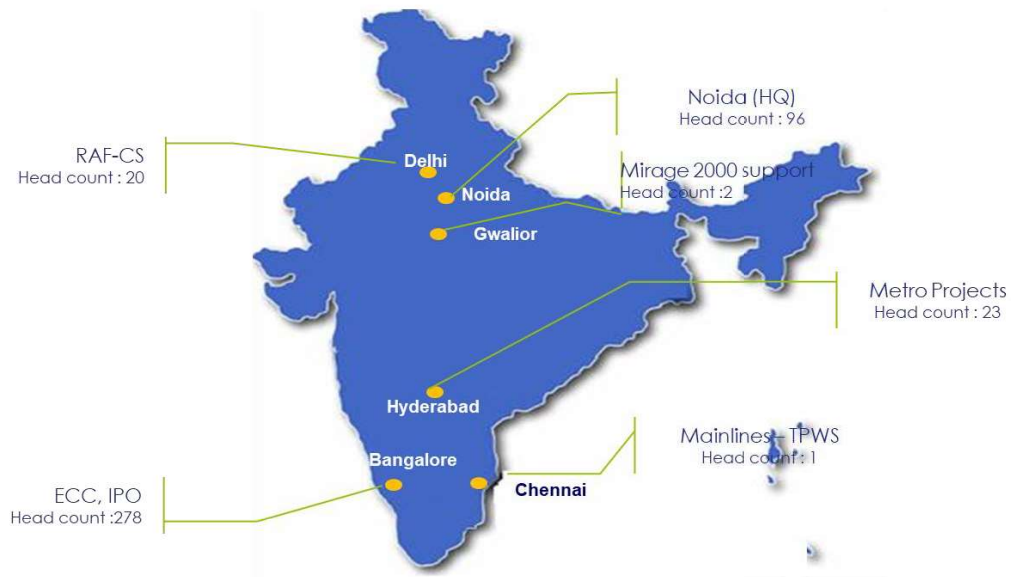 Noida (HQ)
Head count : 96
RAF-CS
Head count : 20
Delhi
Mirage 2000 support
Head count :2
Noida
Gwalior
Metro Projects
Head count : 23
Hyderabad
Mainlines – TPWS
Head count : 1
Bangalore
Chennai
ECC, IPO
Head count :278